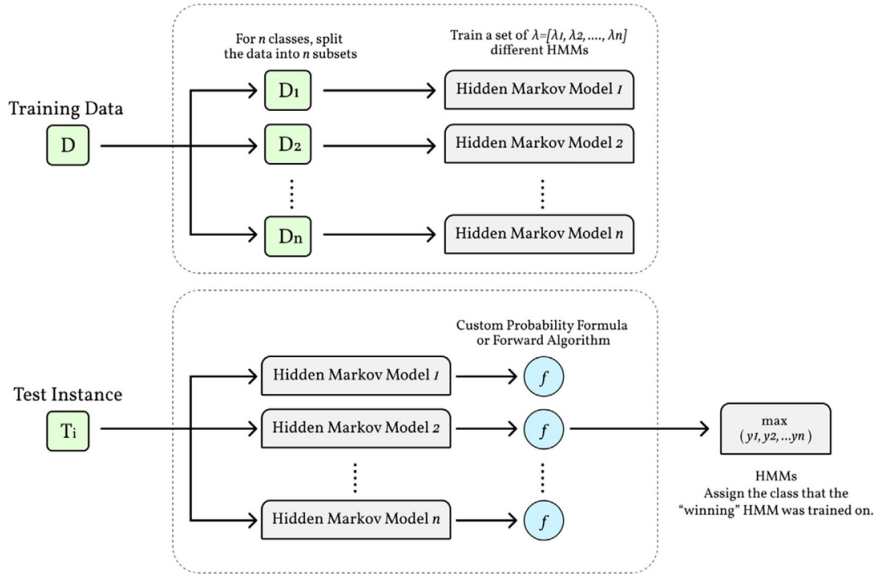 For n classes, split
the data into n subsets
Train a set of λ=[λ1, λ2, ...., λn]
different HMMs
Training Data
D
D1
Hidden Markov Model 1
D2
Hidden Markov Model 2
Dn
Hidden Markov Model n
Custom Probability Formula
or Forward Algorithm
Test Instance
Ti
Hidden Markov Model 1
f
Hidden Markov Model 2
f
Hidden Markov Model n
f
max
(y1, y2, ...yn)
HMMs
Assign the class that the
“winning” HMM was trained on.